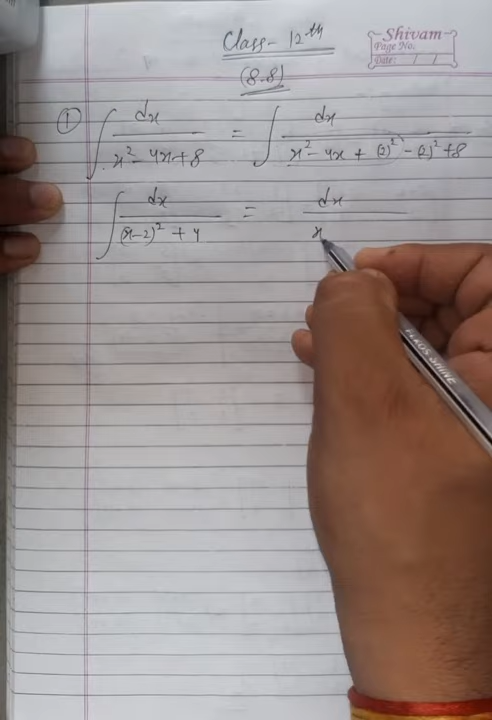 Class - 12th
Shivam
Page No.
Date: / /
(8.8)
① ∫ dx / (x² - 4x + 8) = ∫ dx / (x² - 4x + (2)² - (2)² + 8)
∫ dx / ((x-2)² + 4) = dx / x